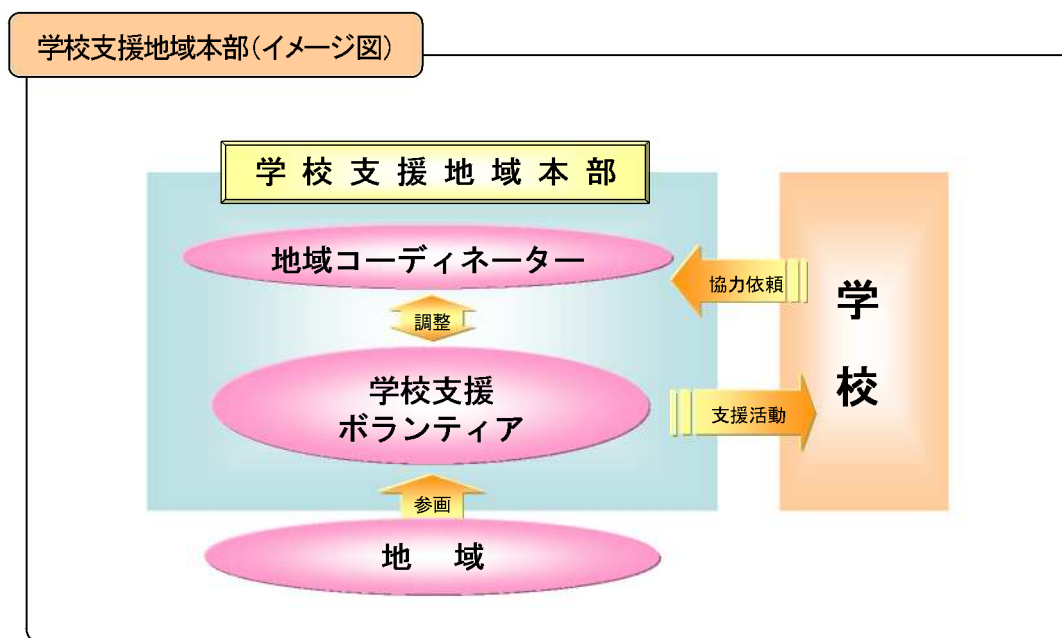 学校支援地域本部(イメージ図)
学校支援地域本部
地域コーディネーター
協力依頼
調整
学校
学校支援
ボランティア
支援活動
参画
地域